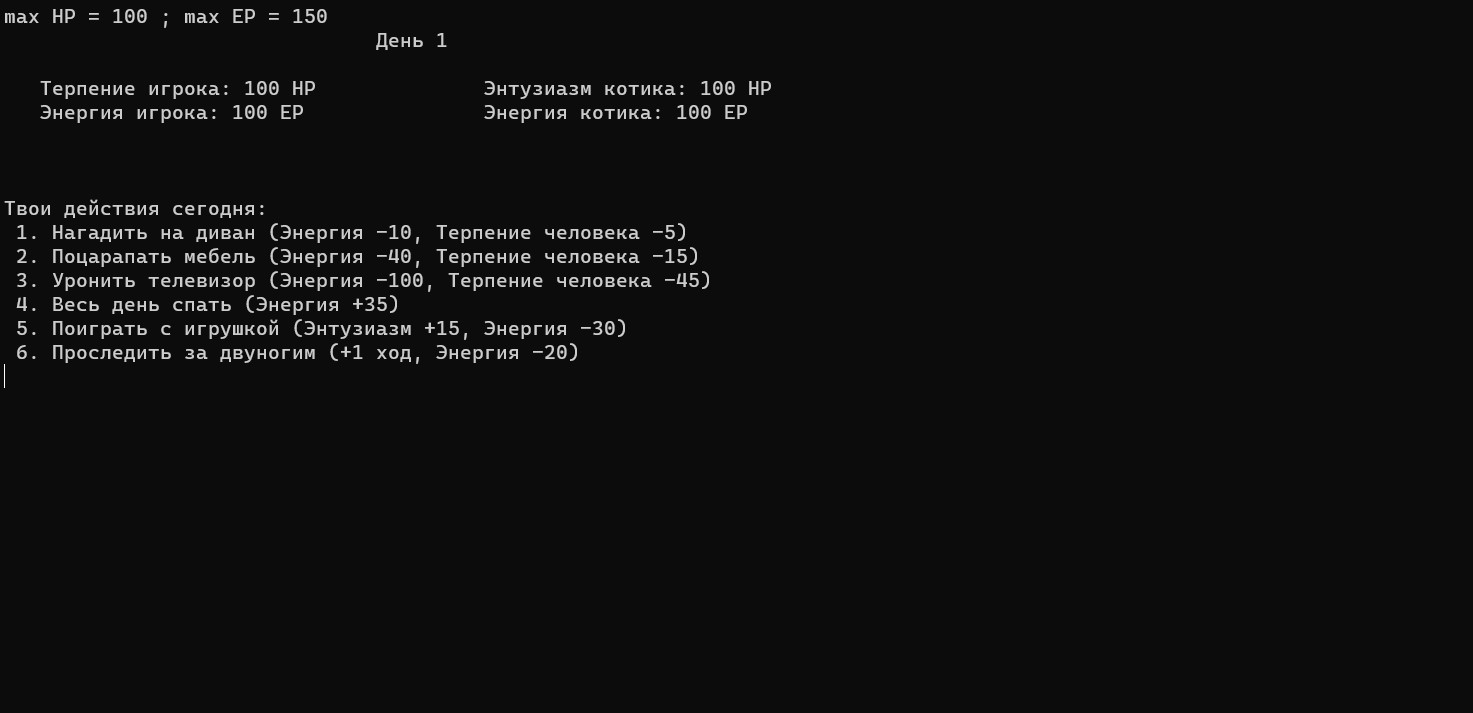 max HP = 100 ; max EP = 150
День 1
Терпение игрока: 100 HP Энтузиазм котика: 100 HP
Энергия игрока: 100 EP Энергия котика: 100 EP
Твои действия сегодня:
1. Нагадить на диван (Энергия -10, Терпение человека -5)
2. Поцарапать мебель (Энергия -40, Терпение человека -15)
3. Уронить телевизор (Энергия -100, Терпение человека -45)
4. Весь день спать (Энергия +35)
5. Поиграть с игрушкой (Энтузиазм +15, Энергия -30)
6. Проследить за двуногим (+1 ход, Энергия -20)